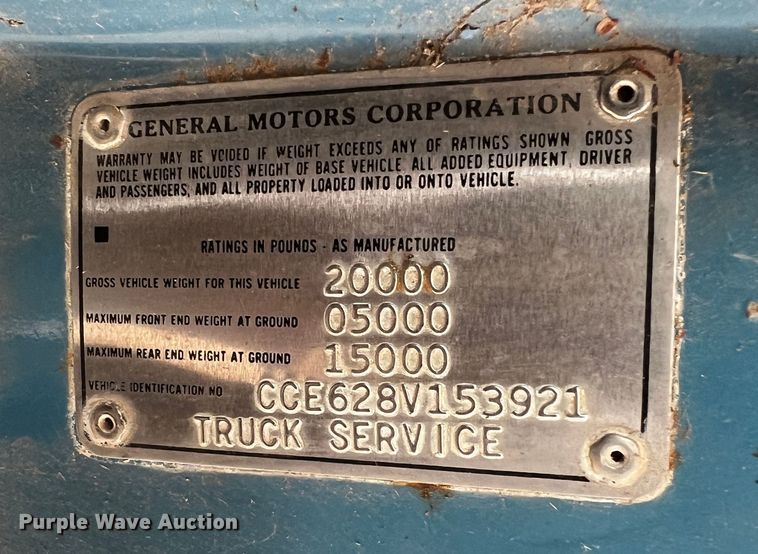 GENERAL MOTORS CORPORATION
WARRANTY MAY BE VOIDED IF WEIGHT EXCEEDS ANY OF RATINGS SHOWN GROSS
VEHICLE WEIGHT INCLUDES WEIGHT OF BASE VEHICLE. ALL ADDED EQUIPMENT, DRIVER
AND PASSENGERS, AND ALL PROPERTY LOADED INTO OR ONTO VEHICLE.
RATINGS IN POUNDS - AS MANUFACTURED
GROSS VEHICLE WEIGHT FOR THIS VEHICLE 20000
MAXIMUM FRONT END WEIGHT AT GROUND 05000
MAXIMUM REAR END WEIGHT AT GROUND 15000
VEHICLE IDENTIFICATION NO CCE628V153921
TRUCK SERVICE
Purple Wave Auction